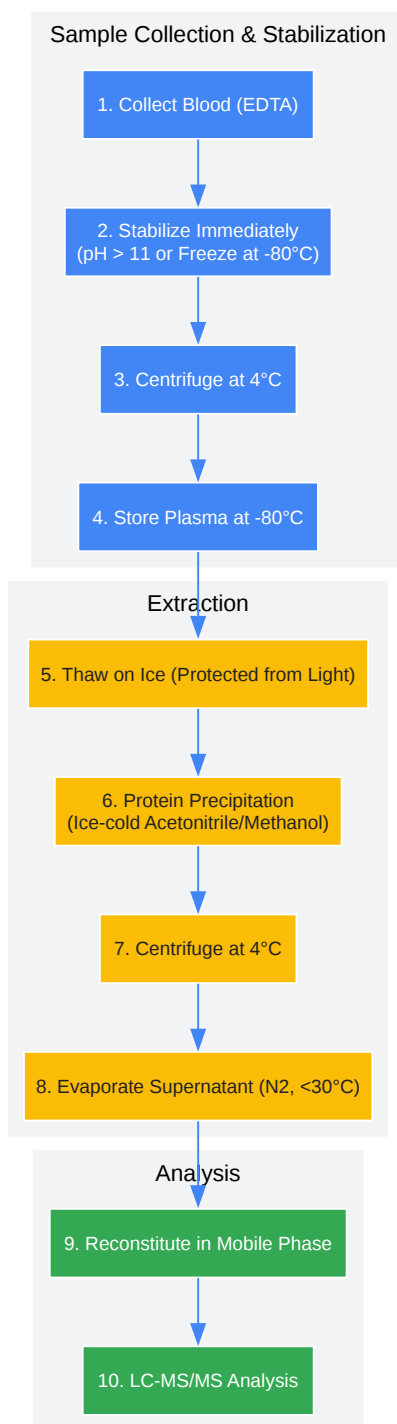 Sample Collection & Stabilization
1. Collect Blood (EDTA)
2. Stabilize Immediately
(pH > 11 or Freeze at -80°C)
3. Centrifuge at 4°C
4. Store Plasma at -80°C
Extraction
5. Thaw on Ice (Protected from Light)
6. Protein Precipitation
(Ice-cold Acetonitrile/Methanol)
7. Centrifuge at 4°C
8. Evaporate Supernatant (N2, <30°C)
Analysis
9. Reconstitute in Mobile Phase
10. LC-MS/MS Analysis